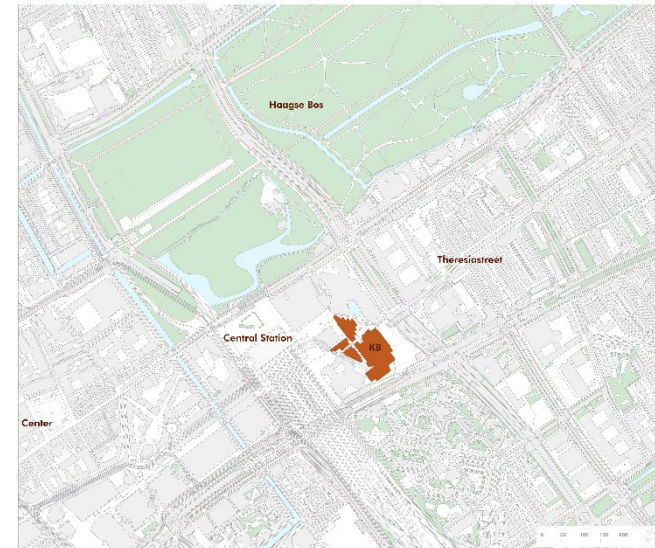 Haagse Bos
Theresiastreet
Central Station
KB
Center